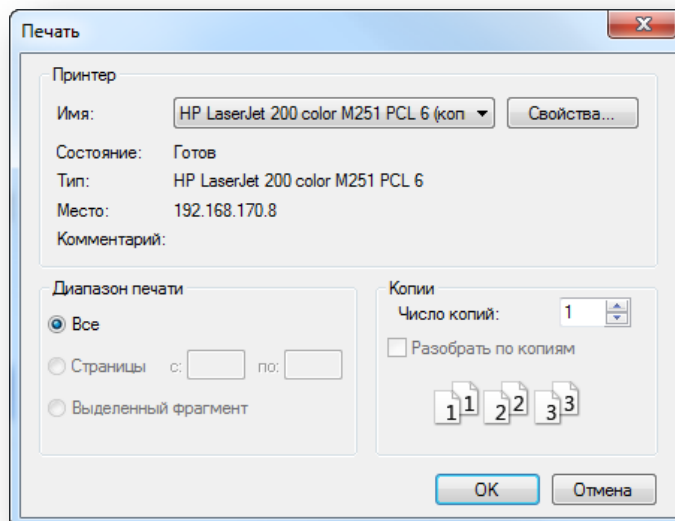 Печать
Принтер
Имя: HP LaserJet 200 color M251 PCL 6 (коп Свойства...
Состояние: Готов
Тип: HP LaserJet 200 color M251 PCL 6
Место: 192.168.170.8
Комментарий:
Диапазон печати
Все
Страницы с: по:
Выделенный фрагмент
Копии
Число копий: 1
Разобрать по копиям
1 1 2 2 3 3
OK Отмена